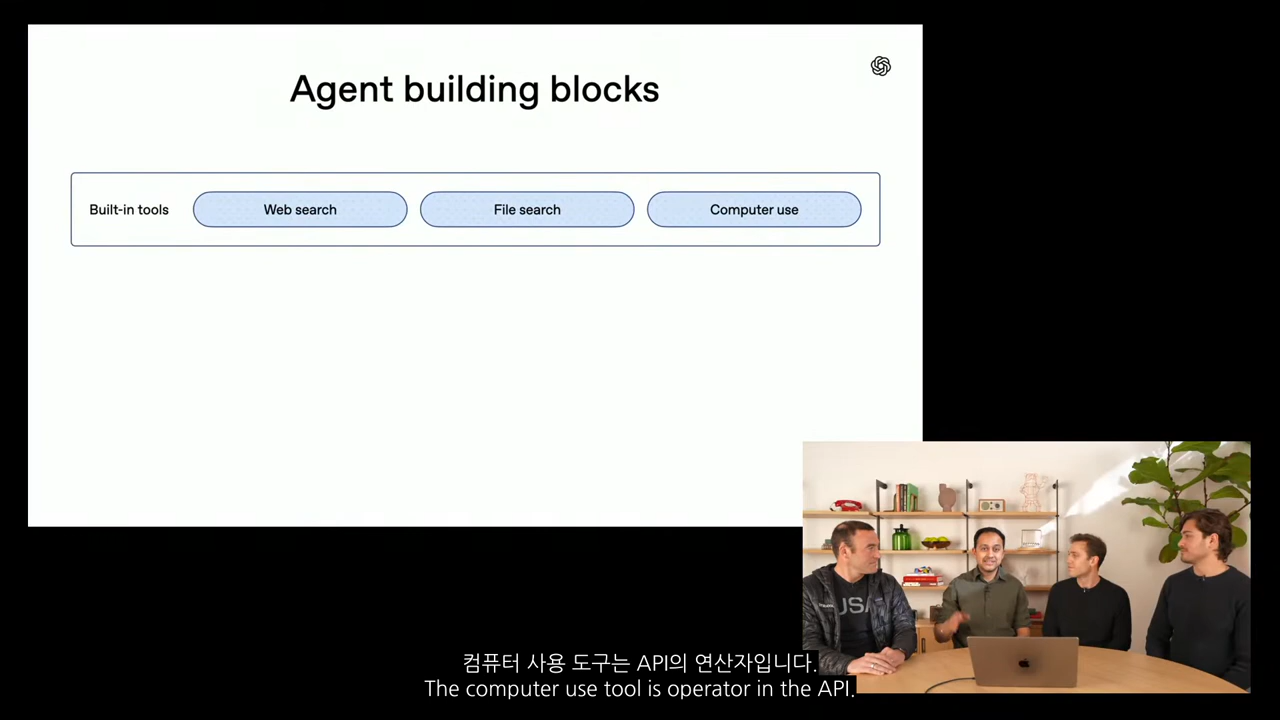 Agent building blocks
Built-in tools Web search File search Computer use
USA
컴퓨터 사용 도구는 API의 연산자입니다.
The computer use tool is operator in the API.